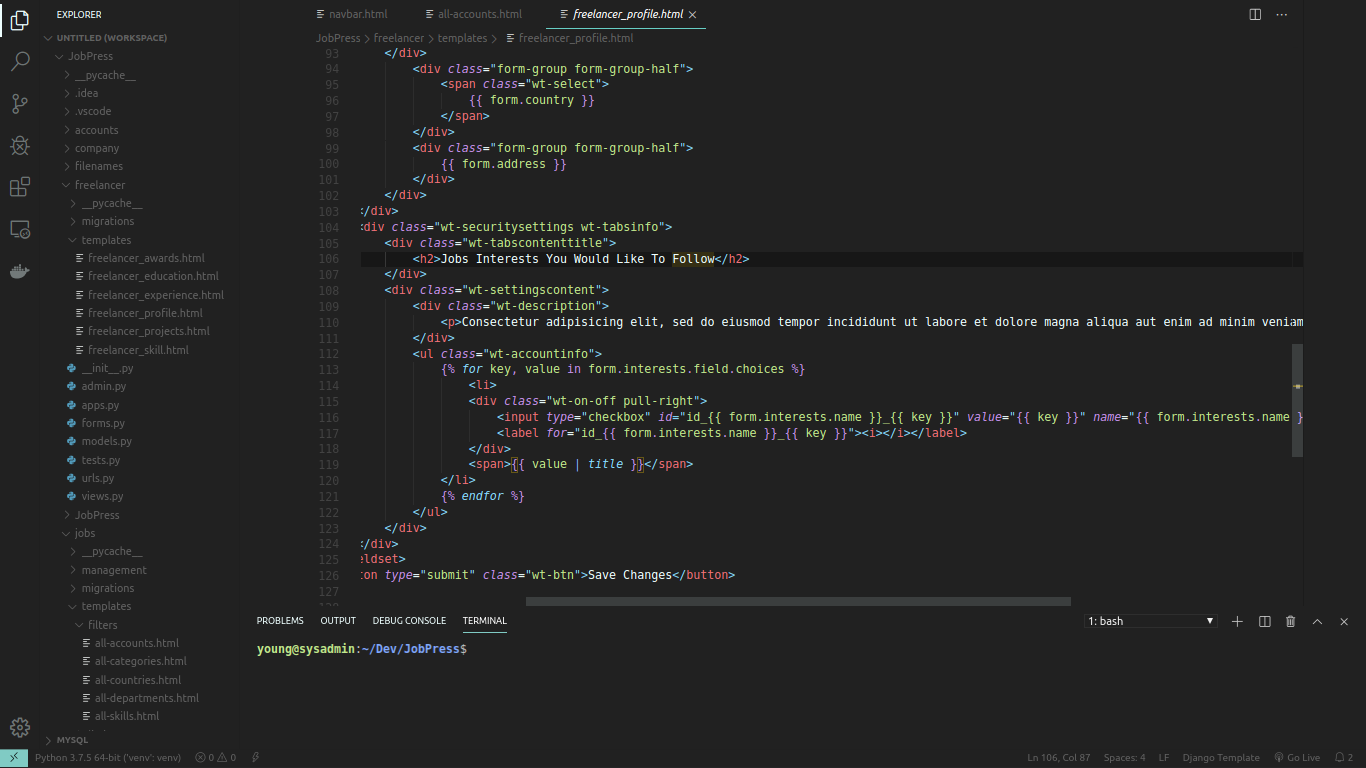 EXPLORER
navbar.html
all-accounts.html
freelancer_profile.html
UNTITLED (WORKSPACE)
JobPress
__pycache__
.idea
.vscode
accounts
company
filenames
freelancer
__pycache__
migrations
templates
freelancer_awards.html
freelancer_education.html
freelancer_experience.html
freelancer_profile.html
freelancer_projects.html
freelancer_skill.html
__init__.py
admin.py
apps.py
forms.py
models.py
tests.py
urls.py
views.py
JobPress
jobs
__pycache__
management
migrations
templates
filters
all-accounts.html
all-categories.html
all-countries.html
all-departments.html
all-skills.html
MYSQL
JobPress > freelancer > templates > freelancer_profile.html
93 </div>
94 <div class="form-group form-group-half">
95 <span class="wt-select">
96 {{ form.country }}
97 </span>
98 </div>
99 <div class="form-group form-group-half">
100 {{ form.address }}
101 </div>
102 </div>
103 </div>
104 <div class="wt-securitysettings wt-tabsinfo">
105 <div class="wt-tabscontenttitle">
106 <h2>Jobs Interests You Would Like To Follow</h2>
107 </div>
108 <div class="wt-settingscontent">
109 <div class="wt-description">
110 <p>Consectetur adipisicing elit, sed do eiusmod tempor incididunt ut labore et dolore magna aliqua aut enim ad minim veniam
111 </div>
112 <ul class="wt-accountinfo">
113 {% for key, value in form.interests.field.choices %}
114 <li>
115 <div class="wt-on-off pull-right">
116 <input type="checkbox" id="id_{{ form.interests.name }}_{{ key }}" value="{{ key }}" name="{{ form.interests.name }
117 <label for="id_{{ form.interests.name }}_{{ key }}"><i></i></label>
118 </div>
119 <span>{{ value | title }}</span>
120 </li>
121 {% endfor %}
122 </ul>
123 </div>
124 </div>
125 eldset>
126 ton type="submit" class="wt-btn">Save Changes</button>
127
PROBLEMS OUTPUT DEBUG CONSOLE TERMINAL
1: bash
young@sysadmin:~/Dev/JobPress$
Python 3.7.5 64-bit ('venv': venv) 0 0
Ln 106, Col 87 Spaces: 4 LF Django Template Go Live 2